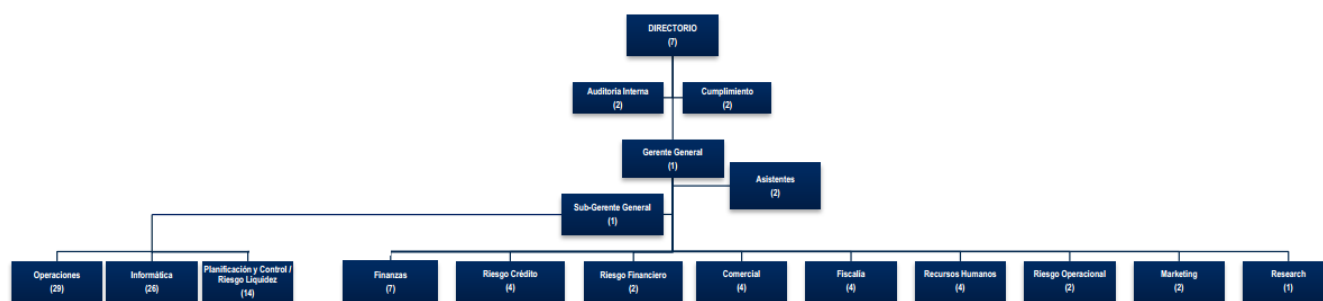 DIRECTORIO
(7)
Auditoria Interna
(2)
Cumplimiento
(2)
Gerente General
(1)
Asistentes
(2)
Sub-Gerente General
(1)
Operaciones
(29)
Informática
(26)
Planificación y Control /
Riesgo Liquidez
(14)
Finanzas
(7)
Riesgo Crédito
(4)
Riesgo Financiero
(2)
Comercial
(4)
Fiscalía
(4)
Recursos Humanos
(4)
Riesgo Operacional
(2)
Marketing
(2)
Research
(1)